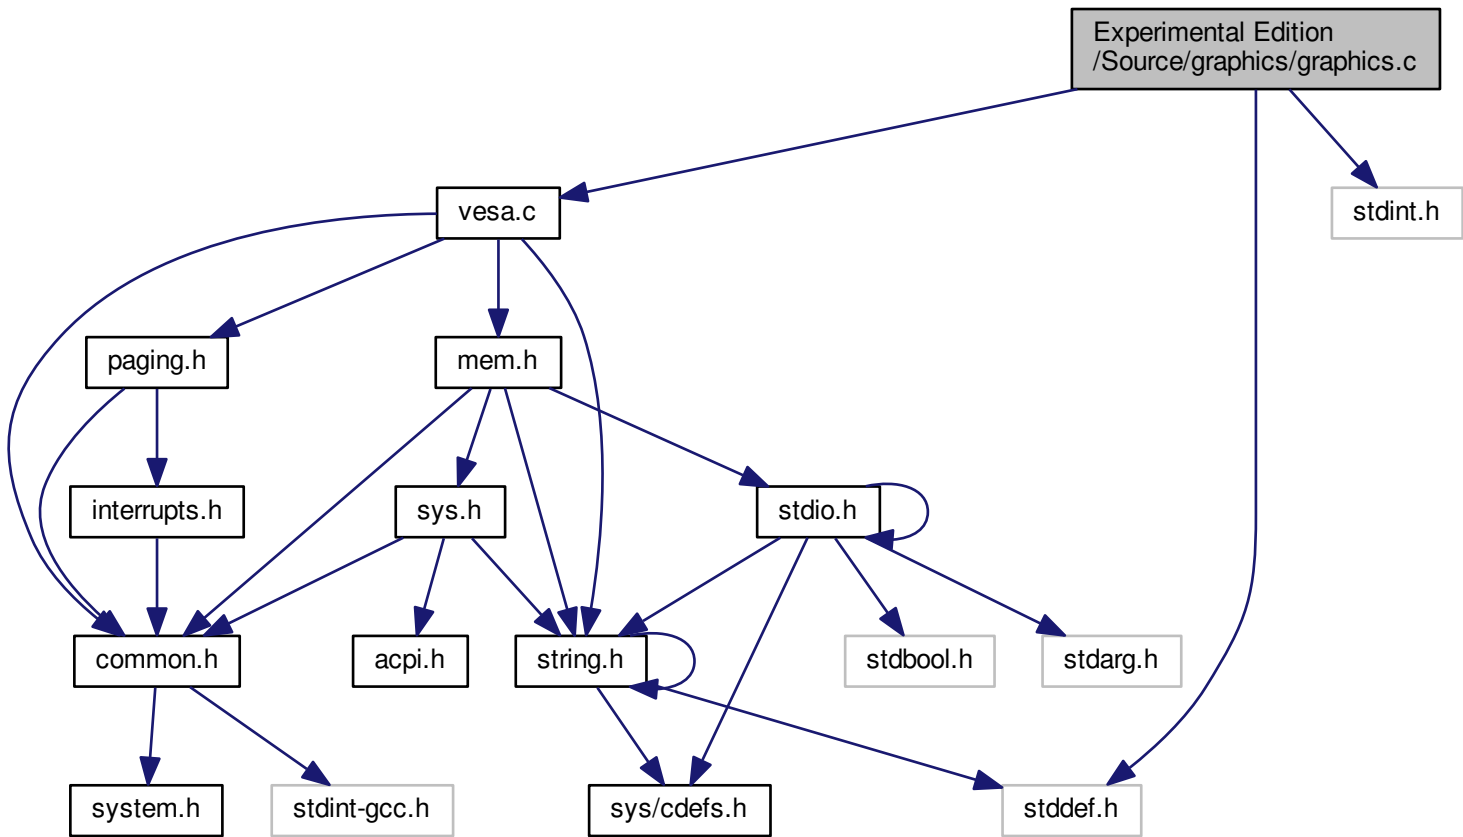 Experimental Edition
/Source/graphics/graphics.c
vesa.c
stdint.h
paging.h
mem.h
interrupts.h
sys.h
stdio.h
common.h
acpi.h
string.h
stdbool.h
stdarg.h
system.h
stdint-gcc.h
sys/cdefs.h
stddef.h